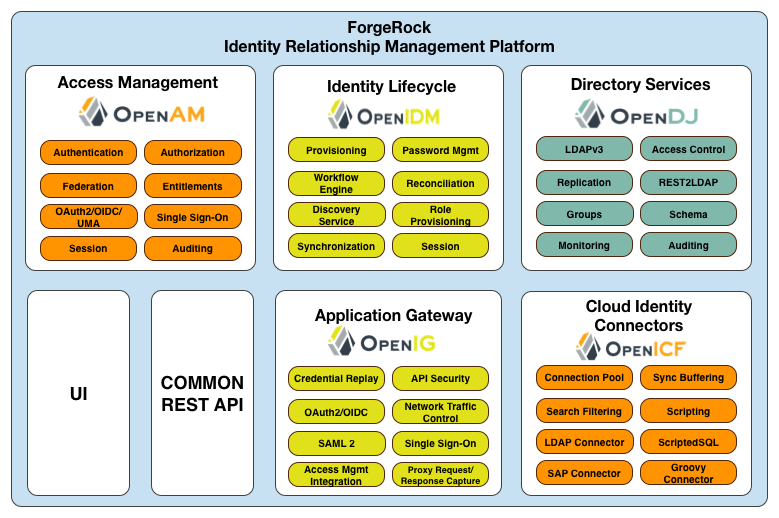 ForgeRock
Identity Relationship Management Platform
Access Management
OPENAM
Authentication
Authorization
Federation
Entitlements
OAuth2/OIDC/
UMA
Single Sign-On
Session
Auditing
Identity Lifecycle
OPENIDM
Provisioning
Password Mgmt
Workflow
Engine
Reconciliation
Discovery
Service
Role
Provisioning
Synchronization
Session
Directory Services
OPENDJ
LDAPv3
Access Control
Replication
REST2LDAP
Groups
Schema
Monitoring
Auditing
UI
COMMON
REST API
Application Gateway
OPENIG
Credential Replay
API Security
OAuth2/OIDC
Network Traffic
Control
SAML 2
Single Sign-On
Access Mgmt
Integration
Proxy Request/
Response Capture
Cloud Identity
Connectors
OPENICF
Connection Pool
Sync Buffering
Search Filtering
Scripting
LDAP Connector
ScriptedSQL
SAP Connector
Groovy
Connector